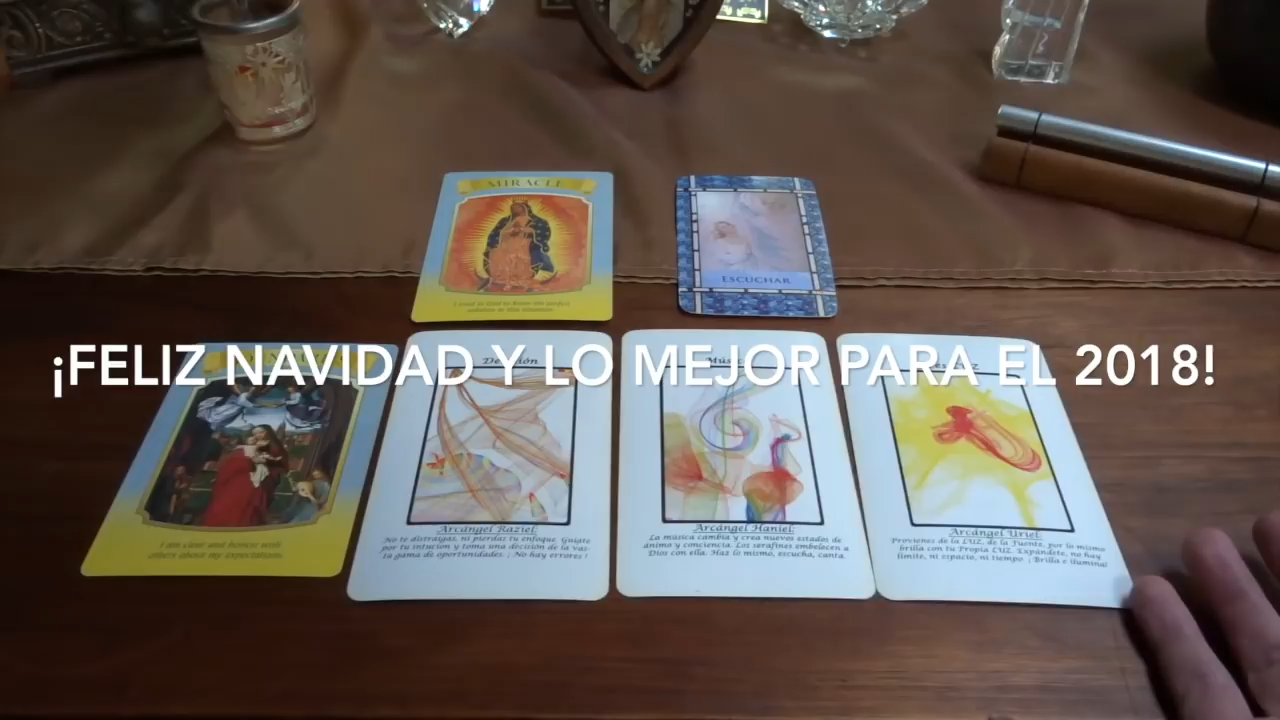 MIRACLE
ESCUCHAR
¡FELIZ NAVIDAD Y LO MEJOR PARA EL 2018!
I am clear and honest with
others about my expectations.
Arcángel Raziel:
No te distraigas, ni pierdas tu enfoque. Guíate
por tu intucion y toma una decisión de la vas-
ta gama de oportunidades. ¡ No hay errores !
Arcángel Haniel:
La música cambia y crea nuevos estados de
ánimo y conciencia. Los serafines embelecen a
Dios con ella. Haz lo mismo, escucha, canta.
Arcángel Uriel:
Provienes de la LUZ, de la Fuente, por lo mismo
brilla con tu Propia LUZ. Expándete, no hay
límite, ni espacio, ni tiempo ¡ Brilla e ilumina!